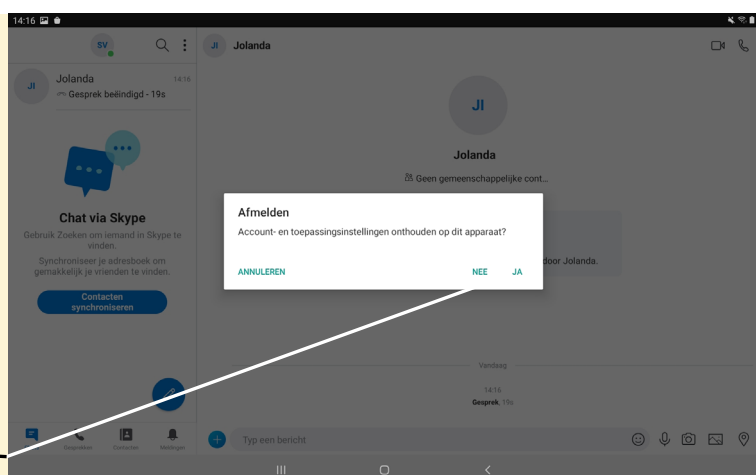 14:16
SV
JI Jolanda
JI
Jolanda 14:16
Gesprek beëindigd - 19s
JI
Jolanda
Geen gemeenschappelijke cont...
Chat via Skype
Gebruik Zoeken om iemand in Skype te
vinden.
Synchroniseer je adresboek om
gemakkelijk je vrienden te vinden.
Contacten
synchroniseren
Afmelden
Account- en toepassingsinstellingen onthouden op dit apparaat?
ANNULEREN NEE JA
door Jolanda.
Vandaag
14:16
Gesprek, 19s
Gesprekken Contacten Meldingen
Typ een bericht